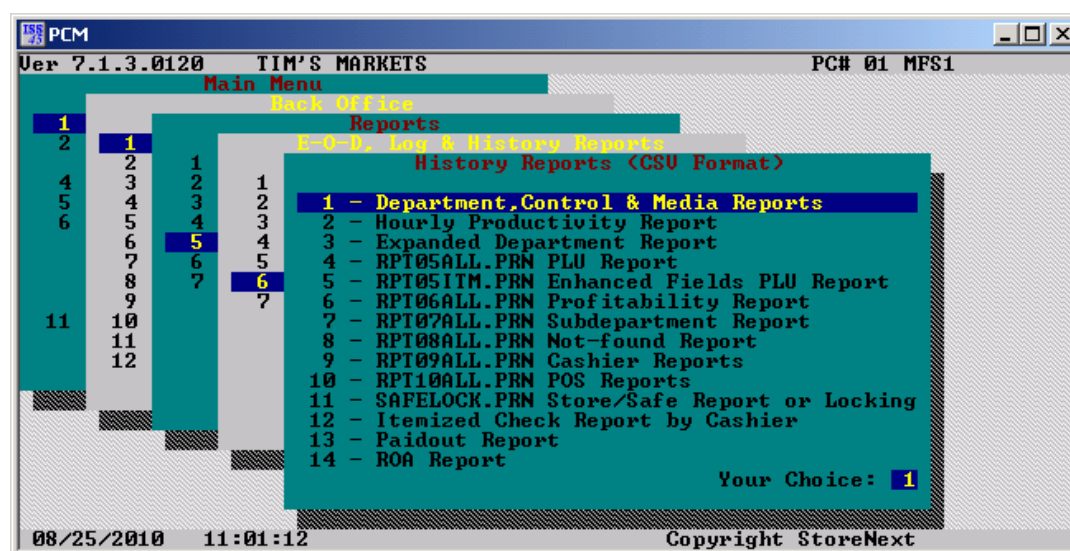 ISS 45 PCM
Ver 7.1.3.0120 TIM'S MARKETS PC# 01 MFS1
Main Menu
Back Office
1 Reports
2 1 E-O-D, Log & History Reports
2 1 History Reports (CSV Format)
4 3 2 1
5 4 3 2 1 - Department,Control & Media Reports
6 5 4 3 2 - Hourly Productivity Report
6 5 4 3 - Expanded Department Report
7 6 5 4 - RPT05ALL.PRN PLU Report
8 7 6 5 - RPT05ITM.PRN Enhanced Fields PLU Report
9 7 6 - RPT06ALL.PRN Profitability Report
11 10 7 - RPT07ALL.PRN Subdepartment Report
11 8 - RPT08ALL.PRN Not-found Report
12 9 - RPT09ALL.PRN Cashier Reports
10 - RPT10ALL.PRN POS Reports
11 - SAFELOCK.PRN Store/Safe Report or Locking
12 - Itemized Check Report by Cashier
13 - Paidout Report
14 - ROA Report
Your Choice: 1
08/25/2010 11:01:12 Copyright StoreNext